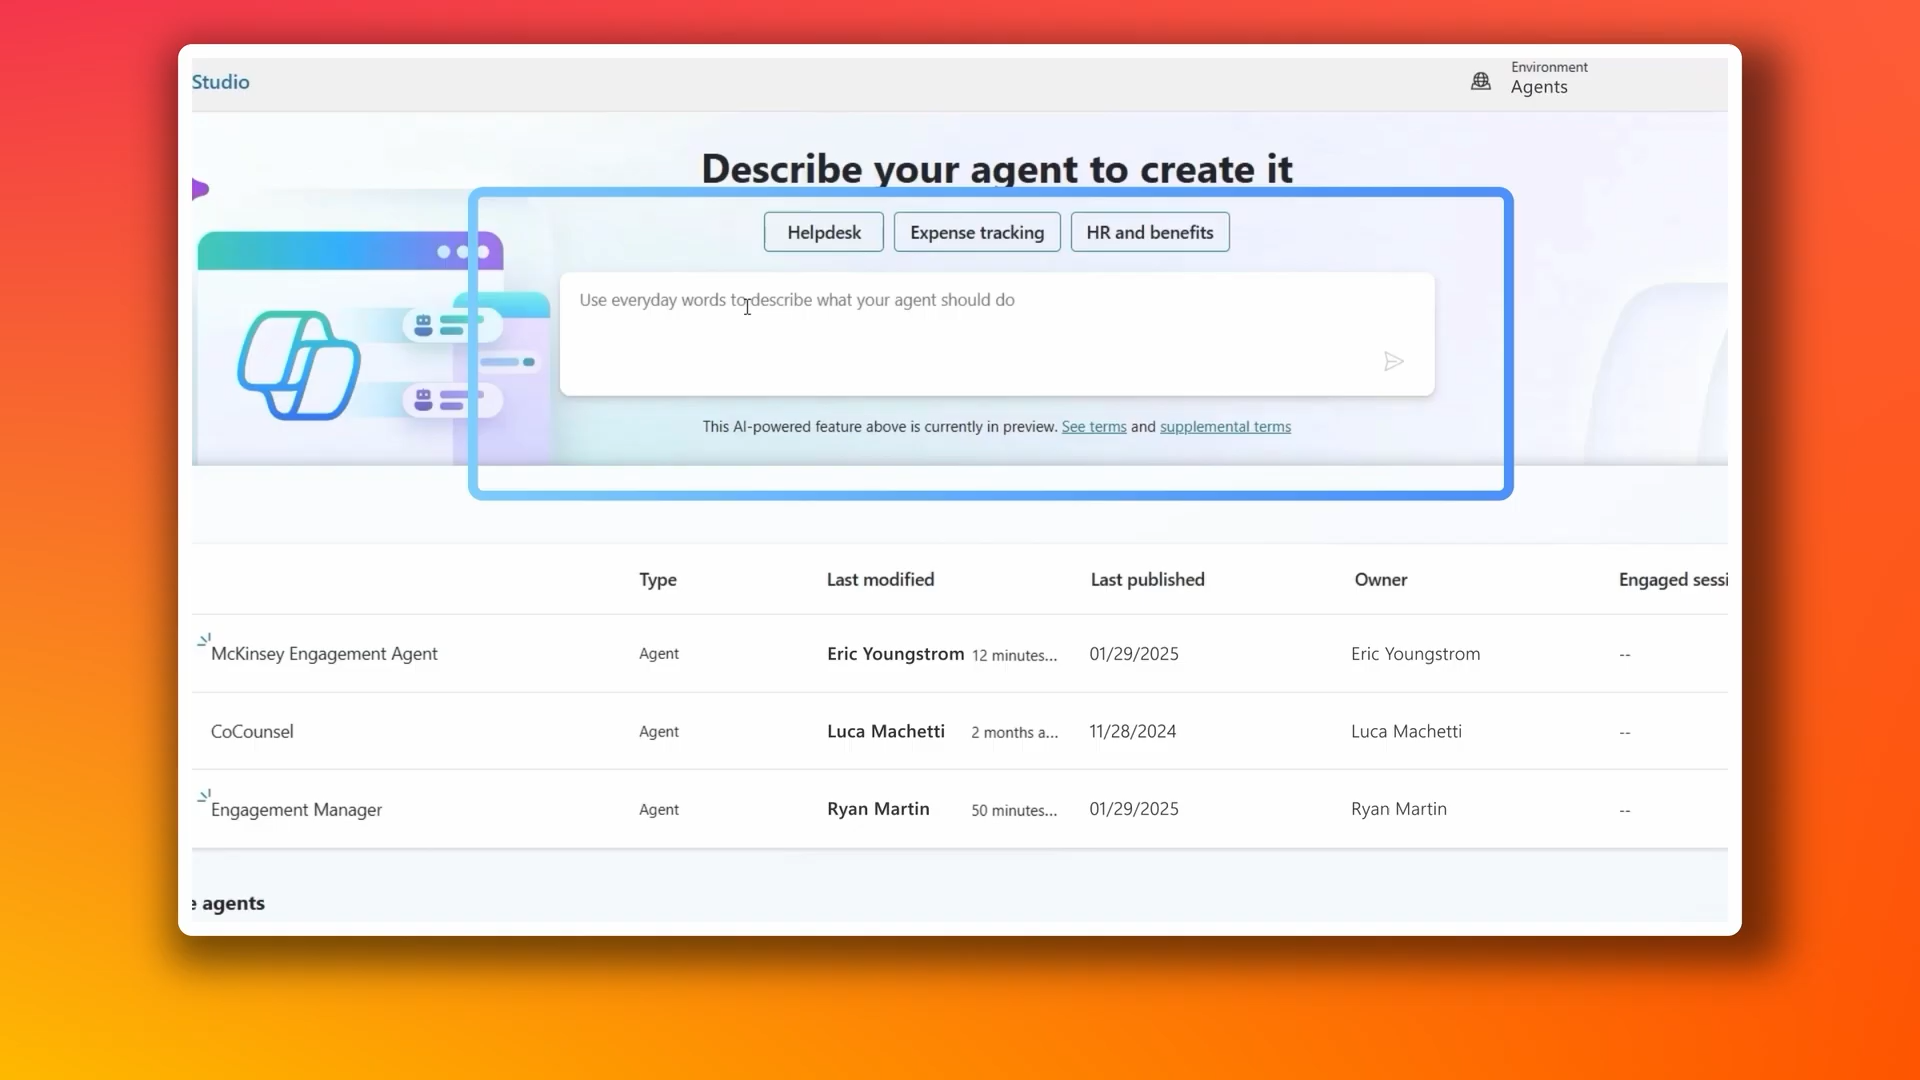 Studio
Environment
Agents
Describe your agent to create it
Helpdesk Expense tracking HR and benefits
Use everyday words to describe what your agent should do
This AI-powered feature above is currently in preview. See terms and supplemental terms
Type Last modified Last published Owner Engaged sessi
McKinsey Engagement Agent Agent Eric Youngstrom 12 minutes... 01/29/2025 Eric Youngstrom --
CoCounsel Agent Luca Machetti 2 months a... 11/28/2024 Luca Machetti --
Engagement Manager Agent Ryan Martin 50 minutes... 01/29/2025 Ryan Martin --
e agents